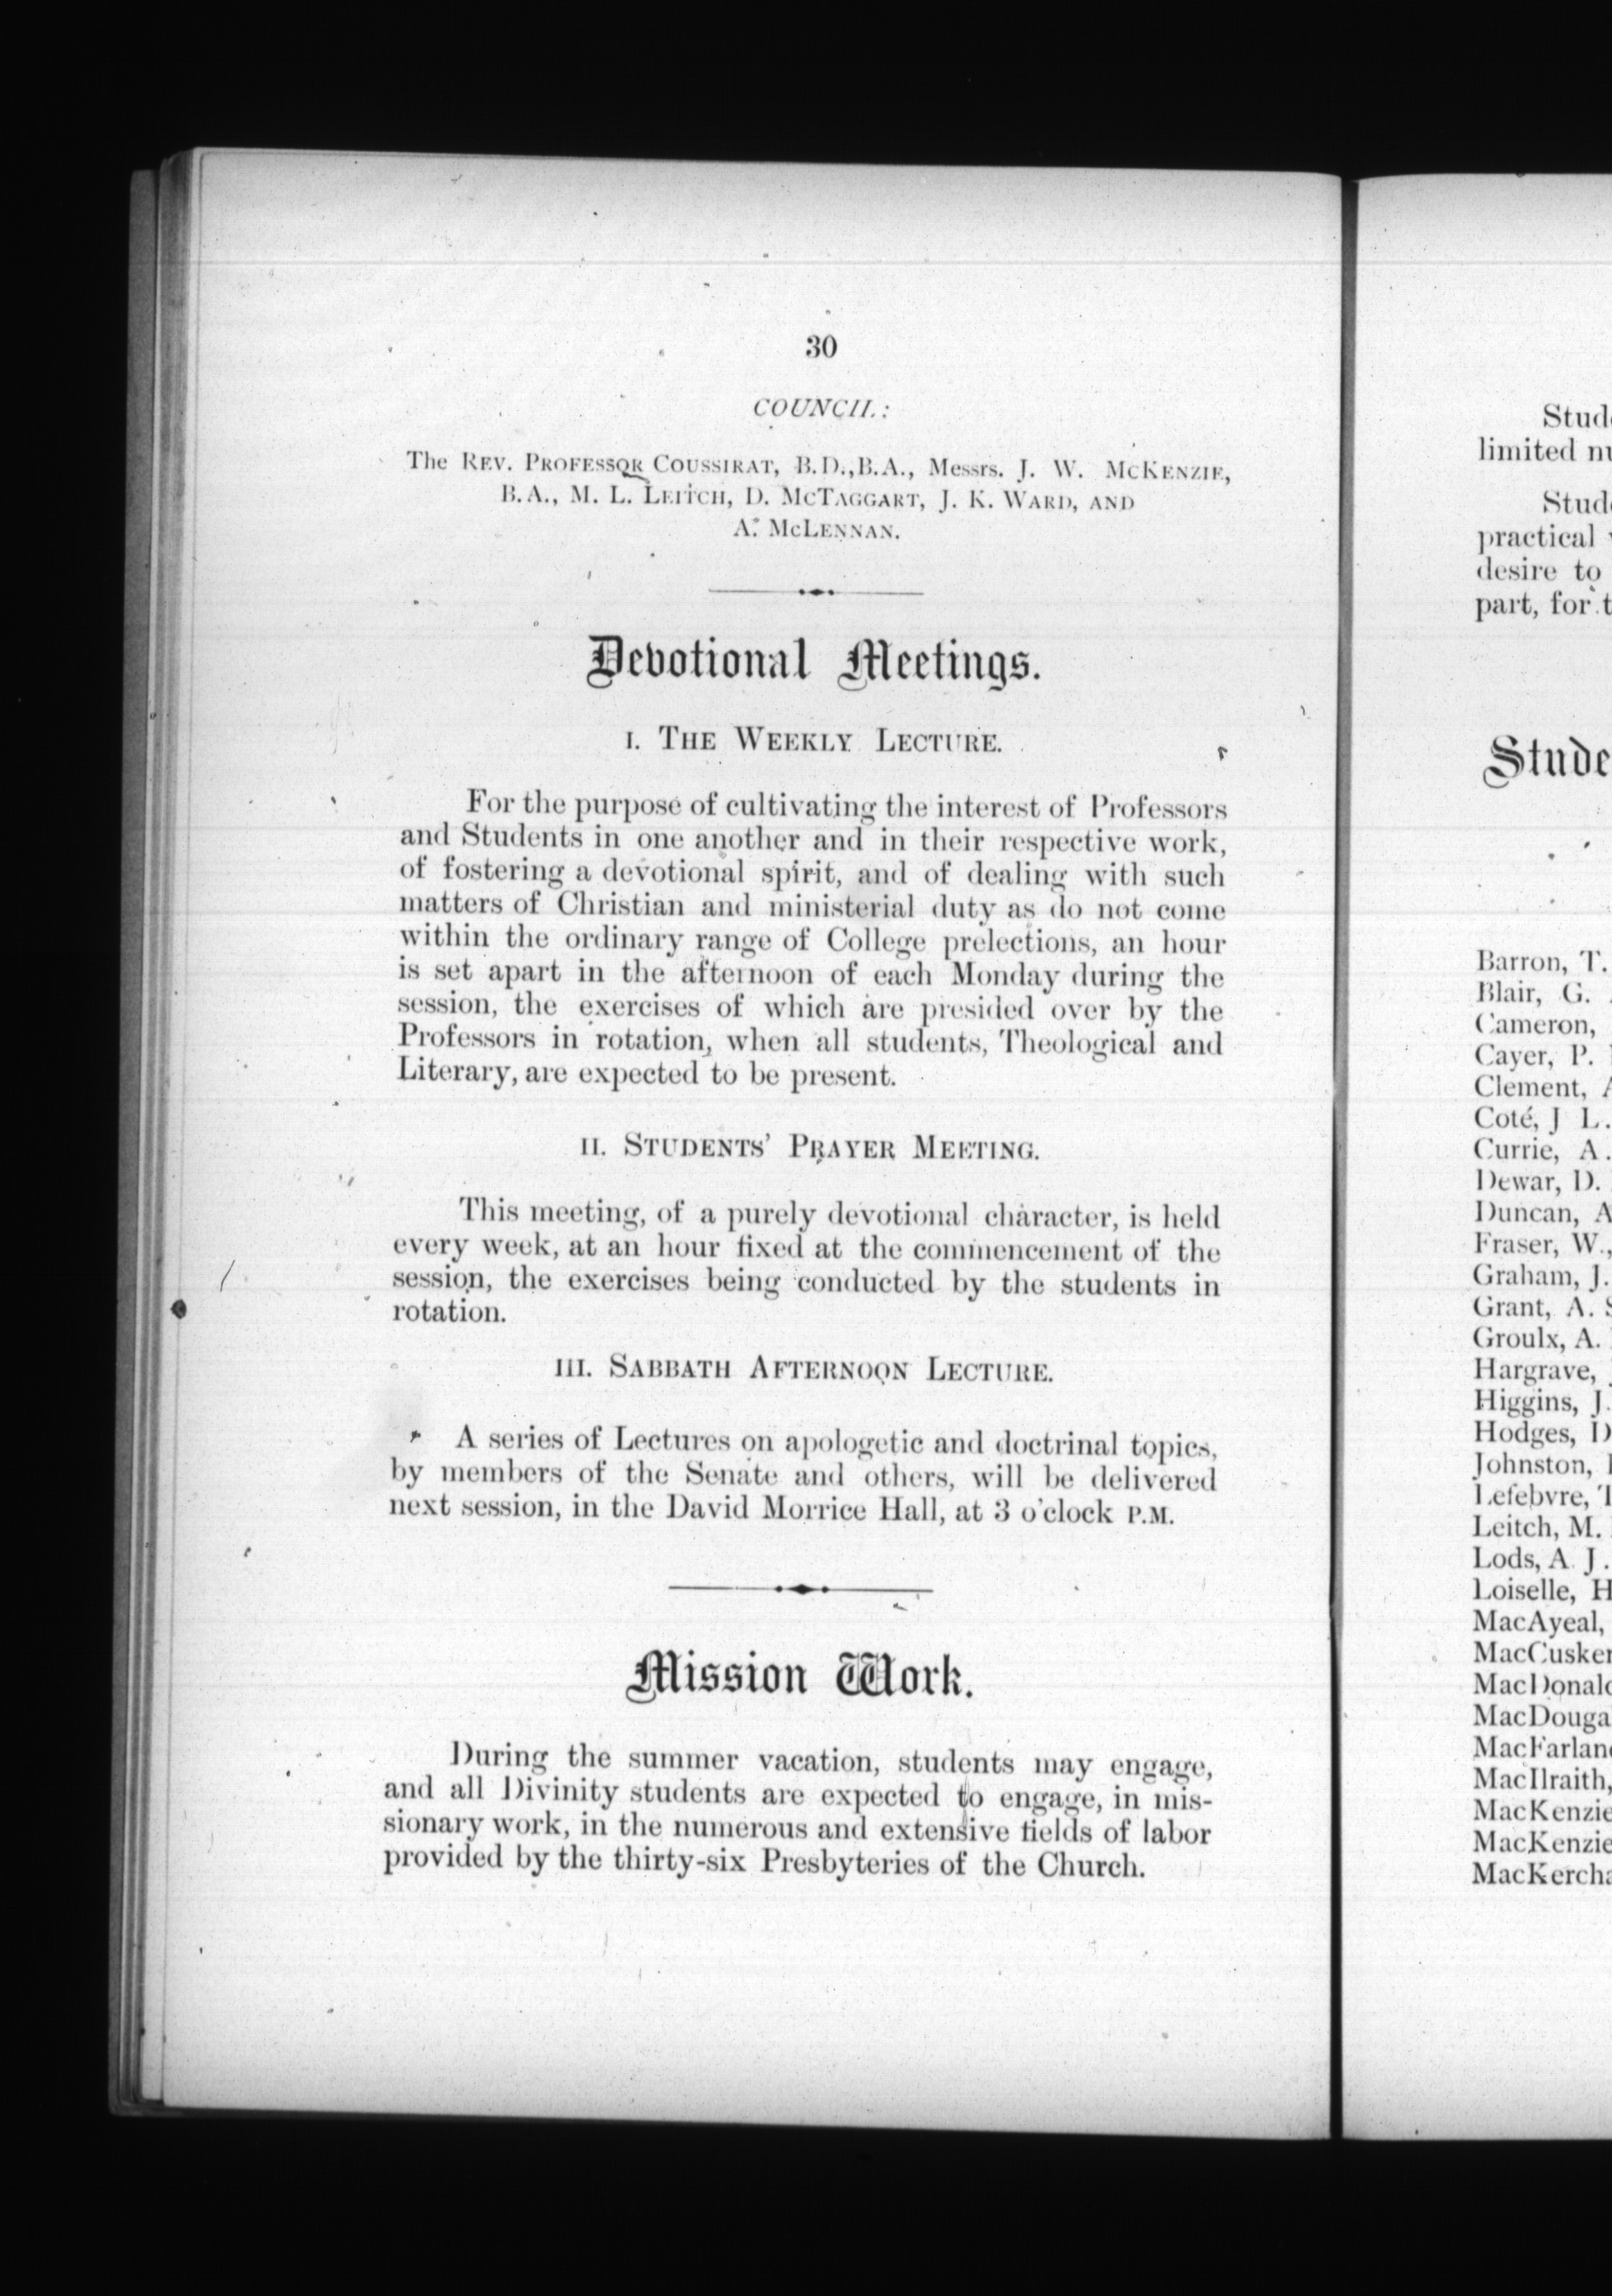 30
COUNCIL:
The REV. PROFESSOR COUSSIRAT, B.D., B.A., Messrs. J. W. MCKENZIE,
B.A., M. L. LEITCH, D. MCTAGGART, J. K. WARD, AND
A. MCLENNAN.
Devotional Meetings.
I. THE WEEKLY LECTURE.
For the purpose of cultivating the interest of Professors
and Students in one another and in their respective work,
of fostering a devotional spirit, and of dealing with such
matters of Christian and ministerial duty as do not come
within the ordinary range of College prelections, an hour
is set apart in the afternoon of each Monday during the
session, the exercises of which are presided over by the
Professors in rotation, when all students, Theological and
Literary, are expected to be present.
II. STUDENTS' PRAYER MEETING.
This meeting, of a purely devotional character, is held
every week, at an hour fixed at the commencement of the
session, the exercises being conducted by the students in
rotation.
III. SABBATH AFTERNOON LECTURE.
A series of Lectures on apologetic and doctrinal topics,
by members of the Senate and others, will be delivered
next session, in the David Morrice Hall, at 3 o'clock P.M.
Mission Work.
During the summer vacation, students may engage,
and all Divinity students are expected to engage, in mis-
sionary work, in the numerous and extensive fields of labor
provided by the thirty-six Presbyteries of the Church.
limited
practical
desire to
part, for
Barron, T.
Blair, G.
Cameron,
Cayer, P.
Clement,
Coté, J L.
Currie, A.
Dewar, D.
Duncan, A
Fraser, W.,
Graham, J.
Grant, A.
Groulx, A.
Hargrave,
Higgins, J.
Hodges, D
Johnston,
Lefebvre,
Leitch, M.
Lods, A. J.
Loiselle, H
MacAyeal,
MacCusker
MacDonald
MacDouga
MacFarlan
MacIlraith,
MacKenzie
MacKenzie
MacKercha